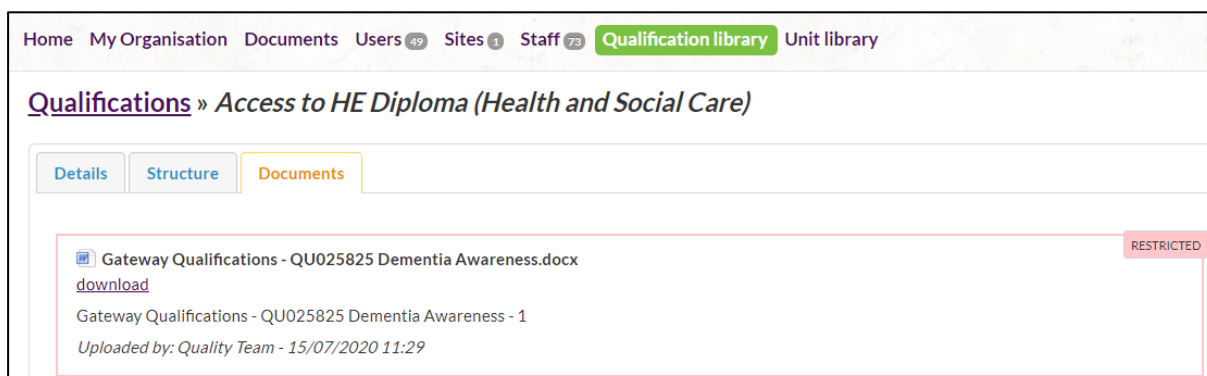 Home My Organisation Documents Users 49 Sites 1 Staff 73 Qualification library Unit library
Qualifications » Access to HE Diploma (Health and Social Care)
Details Structure Documents
RESTRICTED
Gateway Qualifications - QU025825 Dementia Awareness.docx
download
Gateway Qualifications - QU025825 Dementia Awareness - 1
Uploaded by: Quality Team - 15/07/2020 11:29